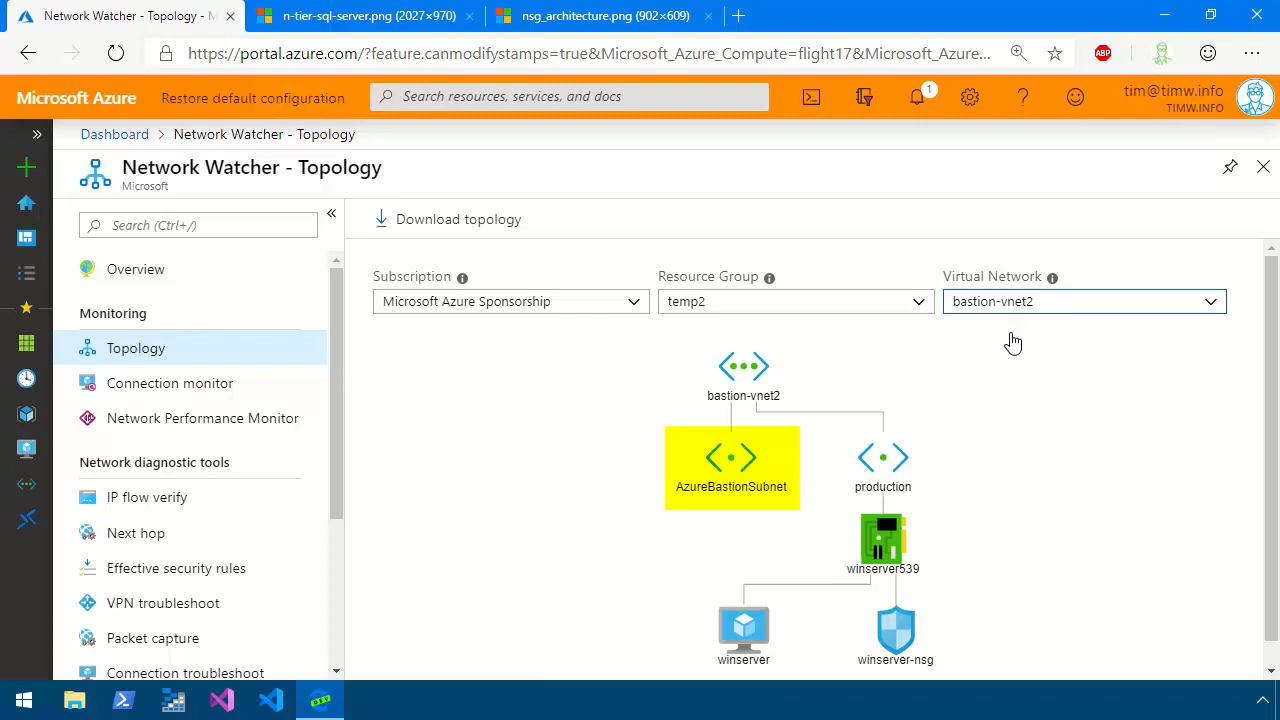 Network Watcher - Topology - M
n-tier-sql-server.png (2027×970)
nsg_architecture.png (902×609)
https://portal.azure.com/?feature.canmodifystamps=true&Microsoft_Azure_Compute=flight17&Microsoft_Azure...
ABP
Microsoft Azure
Restore default configuration
Search resources, services, and docs
1
tim@timw.info
TIMW.INFO
Dashboard > Network Watcher - Topology
Network Watcher - Topology
Microsoft
Search (Ctrl+/)
Overview
Monitoring
Topology
Connection monitor
Network Performance Monitor
Network diagnostic tools
IP flow verify
Next hop
Effective security rules
VPN troubleshoot
Packet capture
Connection troubleshoot
Download topology
Subscription
Resource Group
Virtual Network
Microsoft Azure Sponsorship
temp2
bastion-vnet2
bastion-vnet2
AzureBastionSubnet
production
winserver539
winserver
winserver-nsg
DEV